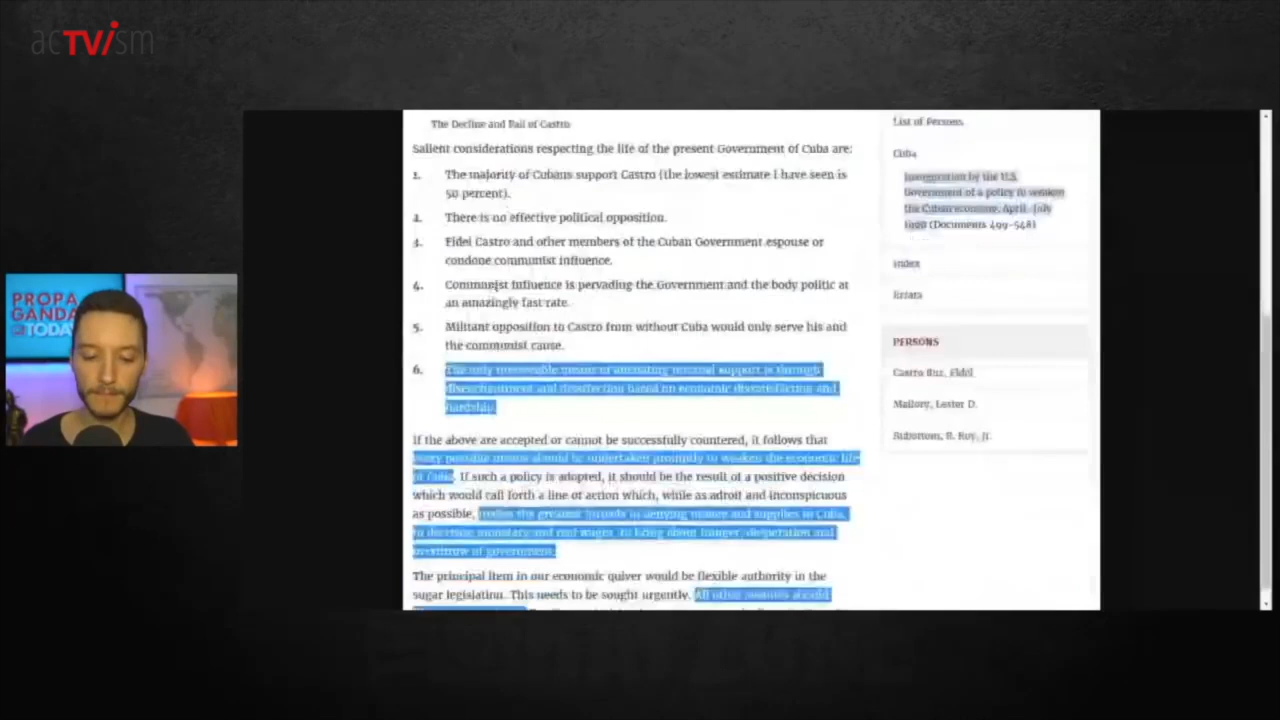 acTVism
The Decline and Fall of Castro
Salient considerations respecting the life of the present Government of Cuba are:
1. The majority of Cubans support Castro (the lowest estimate I have seen is
50 percent).
2. There is no effective political opposition.
3. Fidel Castro and other members of the Cuban Government espouse or
condone communist influence.
4. Communist influence is pervading the Government and the body politic at
an amazingly fast rate.
5. Militant opposition to Castro from without Cuba would only serve his and
the communist cause.
6. The only foreseeable means of alienating internal support is through
disenchantment and disaffection based on economic dissatisfaction and
hardship.
If the above are accepted or cannot be successfully countered, it follows that
every possible means should be undertaken promptly to weaken the economic life
of Cuba. If such a policy is adopted, it should be the result of a positive decision
which would call forth a line of action which, while as adroit and inconspicuous
as possible, makes the greatest inroads in denying money and supplies to Cuba,
to decrease monetary and real wages, to bring about hunger, desperation and
overthrow of government.
The principal item in our economic quiver would be flexible authority in the
sugar legislation. This needs to be sought urgently. All other avenues should
List of Persons
Cuba
Inauguration by the U.S.
Government of a policy to weaken
the Cuban economy, April–July
1960 (Documents 499–548)
Index
Errata
PERSONS
Castro Ruz, Fidel
Mallory, Lester D.
Rubottom, R. Roy, Jr.
PROPA
GANDA
TODAY